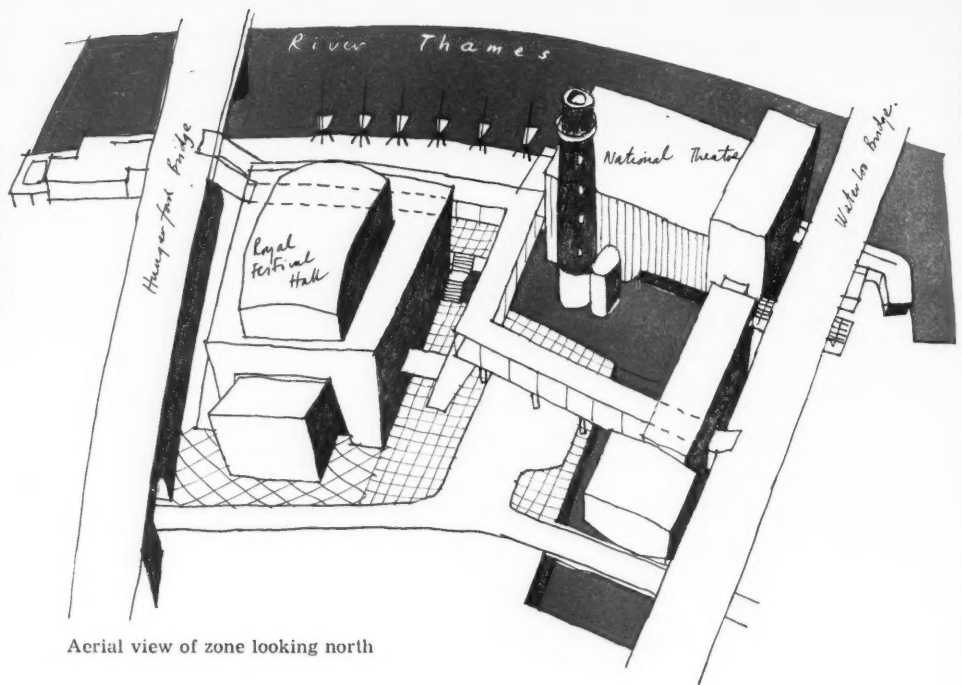 River Thames
Hungerford Bridge
National Theatre
Waterloo Bridge.
Royal
Festival
Hall
Aerial view of zone looking north